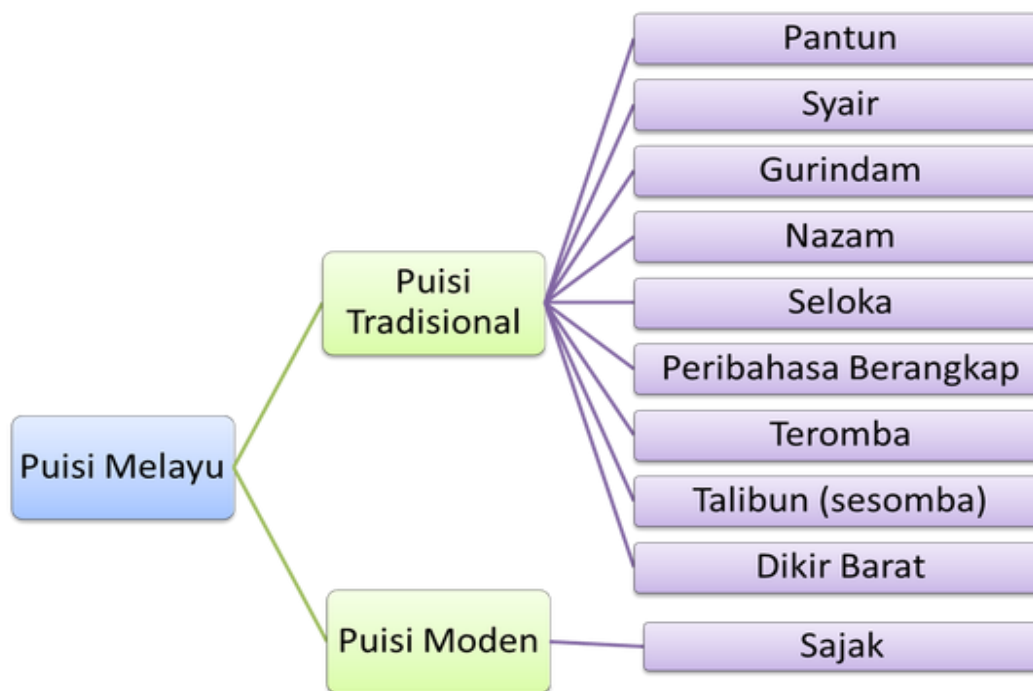 Puisi Melayu
Puisi
Tradisional
Pantun
Syair
Gurindam
Nazam
Seloka
Peribahasa Berangkap
Teromba
Talibun (sesomba)
Dikir Barat
Puisi Moden
Sajak